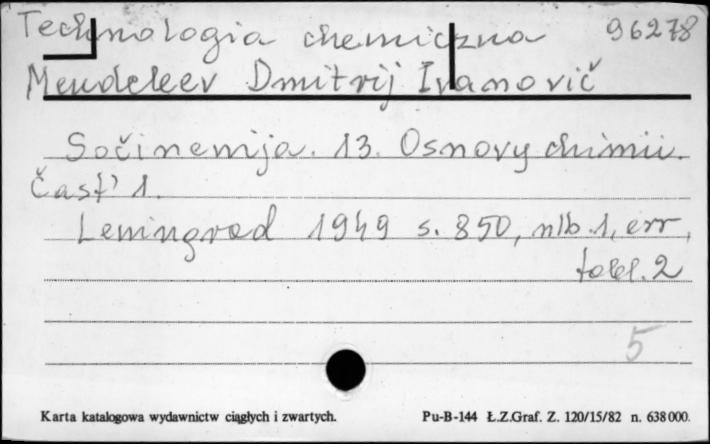 Technologia chemiczna 96278
Mendeleev Dmitrij Ivanovič
Sočinenija. 13. Osnovy chimii.
Čast' 1.
Leningrad 1949 s. 850, nlb. 1, err,
tabl. 2
5
Karta katalogowa wydawnictw ciągłych i zwartych. Pu-B-144 Ł.Z.Graf. Z. 120/15/82 n. 638000.